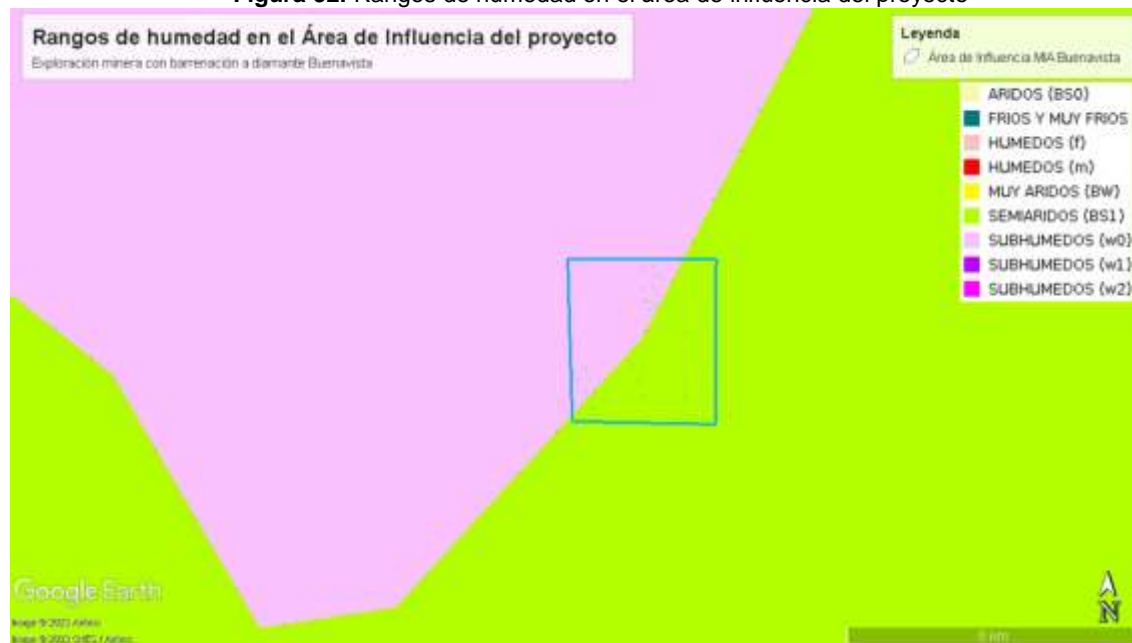 Figura 32. Rangos de humedad en el área de influencia del proyecto
Rangos de humedad en el Área de Influencia del proyecto
Exploración minera con barrenación a diamante Buenavista
Leyenda
Área de Influencia MIA Buenavista
ARIDOS (BS0)
FRIOS Y MUY FRIOS
HUMEDOS (f)
HUMEDOS (m)
MUY ARIDOS (BW)
SEMIARIDOS (BS1)
SUBHUMEDOS (w0)
SUBHUMEDOS (w1)
SUBHUMEDOS (w2)
Google Earth
N